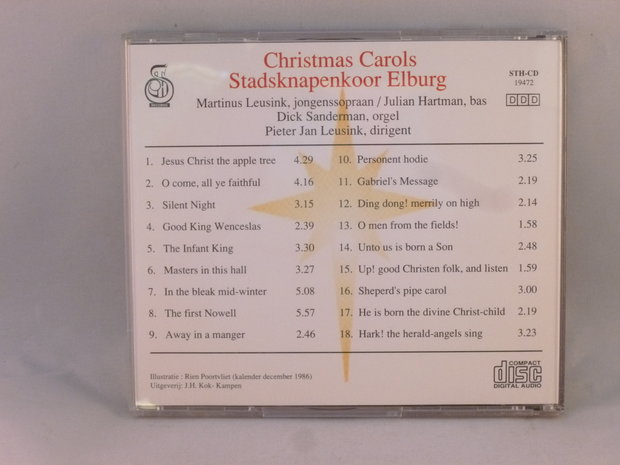 Christmas Carols
Stadsknapenkoor Elburg
STH-CD
19472
Martinus Leusink, jongenssopraan / Julian Hartman, bas
DDD
Dick Sanderman, orgel
Pieter Jan Leusink, dirigent
1. Jesus Christ the apple tree 4.29
2. O come, all ye faithful 4.16
3. Silent Night 3.15
4. Good King Wenceslas 2.39
5. The Infant King 3.30
6. Masters in this hall 3.27
7. In the bleak mid-winter 5.08
8. The first Nowell 5.57
9. Away in a manger 2.46
10. Personent hodie 3.25
11. Gabriel's Message 2.19
12. Ding dong! merrily on high 2.14
13. O men from the fields! 1.58
14. Unto us is born a Son 2.48
15. Up! good Christen folk, and listen 1.59
16. Sheperd's pipe carol 3.00
17. He is born the divine Christ-child 2.19
18. Hark! the herald-angels sing 3.23
Illustratie : Rien Poortvliet (kalender december 1986)
Uitgeverij: J.H. Kok- Kampen
COMPACT
disc
DIGITAL AUDIO